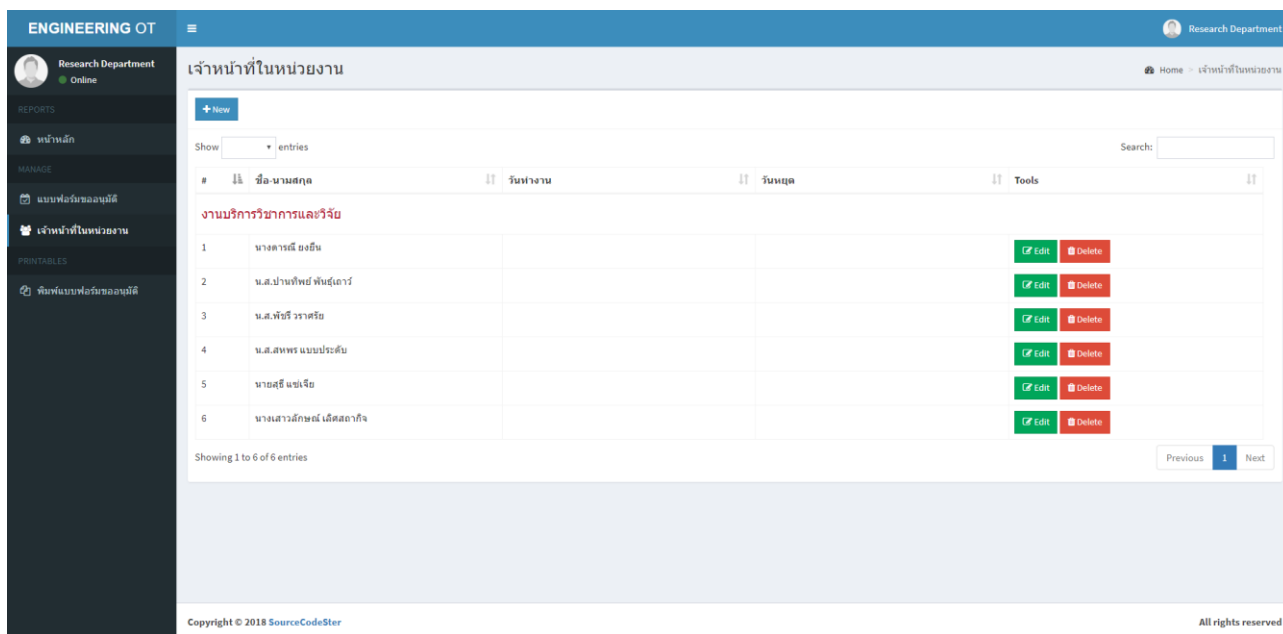 ENGINEERING OT
Research Department
Research Department
Online
เจ้าหน้าที่ในหน่วยงาน
Home > เจ้าหน้าที่ในหน่วยงาน
REPORTS
หน้าหลัก
MANAGE
แบบฟอร์มขออนุมัติ
เจ้าหน้าที่ในหน่วยงาน
PRINTABLES
พิมพ์แบบฟอร์มขออนุมัติ
+ New
Show entries Search:
# ชื่อ-นามสกุล วันทำงาน วันหยุด Tools
งานบริการวิชาการและวิจัย
1 นางดารณี ยงยืน Edit Delete
2 น.ส.ปานทิพย์ พันธุ์เถาว์ Edit Delete
3 น.ส.พัชรี วราศรัย Edit Delete
4 น.ส.สหพร แบบประดับ Edit Delete
5 นายสุธี แซ่เจีย Edit Delete
6 นางเสาวลักษณ์ เลิศสถากิจ Edit Delete
Showing 1 to 6 of 6 entries
Previous 1 Next
Copyright © 2018 SourceCodeSter
All rights reserved